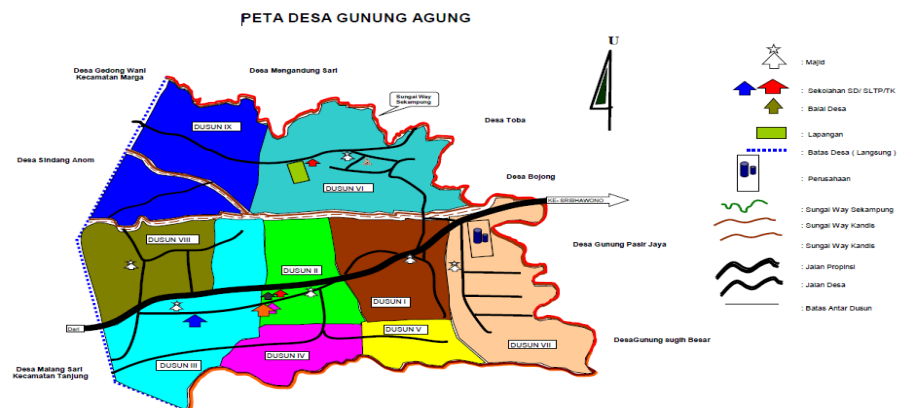 PETA DESA GUNUNG AGUNG
U
Desa Gedong Wani
Kecamatan Marga
Desa Mengandung Sari
Sungai Way
Sekampung
Desa Toba
Desa Sindang Anom
DUSUN IX
DUSUN VI
Desa Bojong
KE: SRIBHAWONO
DUSUN VIII
Desa Gunung Pasir Jaya
DUSUN II
DUSUN I
Dari
DUSUN V
DUSUN VII
DesaGunung sugih Besar
DUSUN IV
DUSUN III
Desa Malang Sari
Kecamatan Tanjung
: Majid
: Sekolahan SD/ SLTP/TK
: Balai Desa
: Lapangan
: Batas Desa ( Langsung )
: Perusahaan
: Sungai Way Sekampung
: Sungai Way Kandis
: Sungai Way Kandis
: Jalan Propinsi
: Jalan Desa
: Batas Antar Dusun